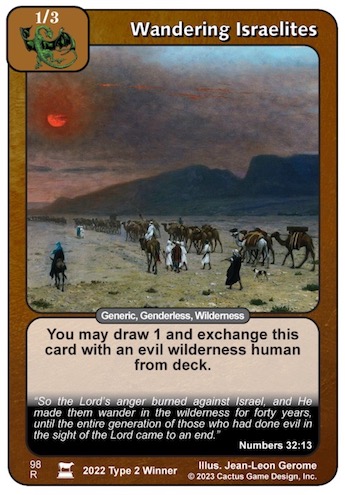 1/3
Wandering Israelites
Generic, Genderless, Wilderness
You may draw 1 and exchange this
card with an evil wilderness human
from deck.
"So the Lord's anger burned against Israel, and He
made them wander in the wilderness for forty years,
until the entire generation of those who had done evil in
the sight of the Lord came to an end."
Numbers 32:13
98
R
2022 Type 2 Winner
Illus. Jean-Leon Gerome
© 2023 Cactus Game Design, Inc.